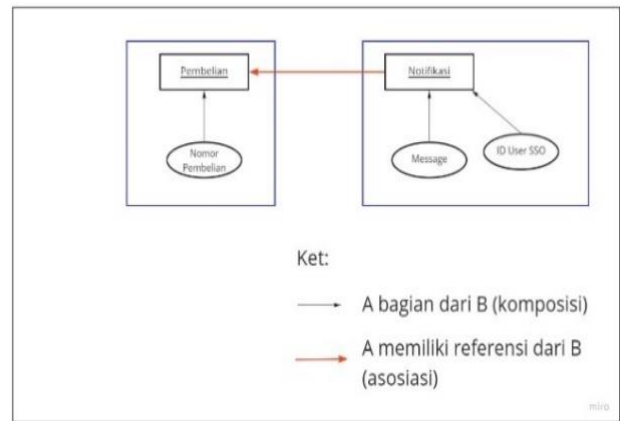 Pembelian
Notifikasi
Nomor
Pembelian
Message
ID User SSO
Ket:
A bagian dari B (komposisi)
A memiliki referensi dari B
(asosiasi)
miro